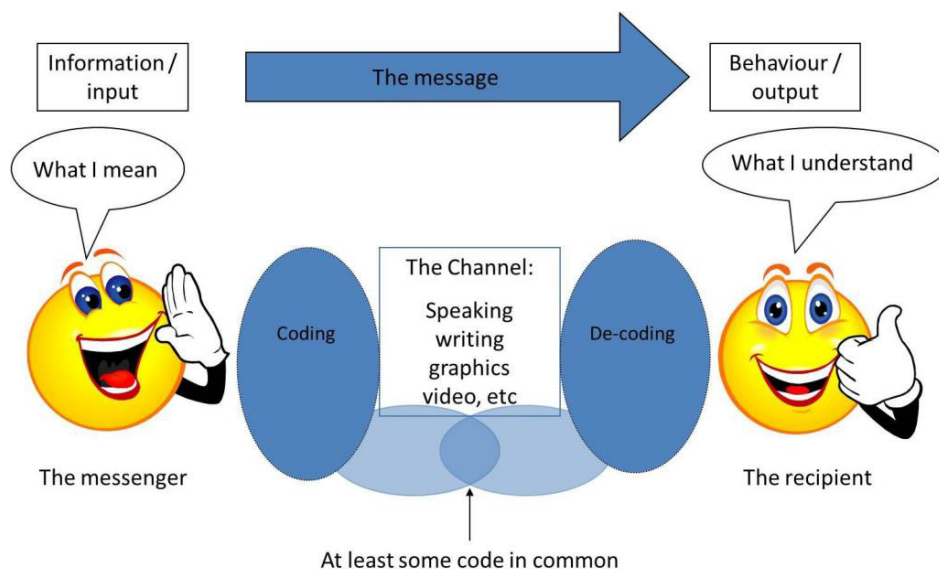 Information /
input
The message
Behaviour /
output
What I mean
What I understand
The Channel:
Speaking
writing
graphics
video, etc
Coding
De-coding
The messenger
The recipient
At least some code in common